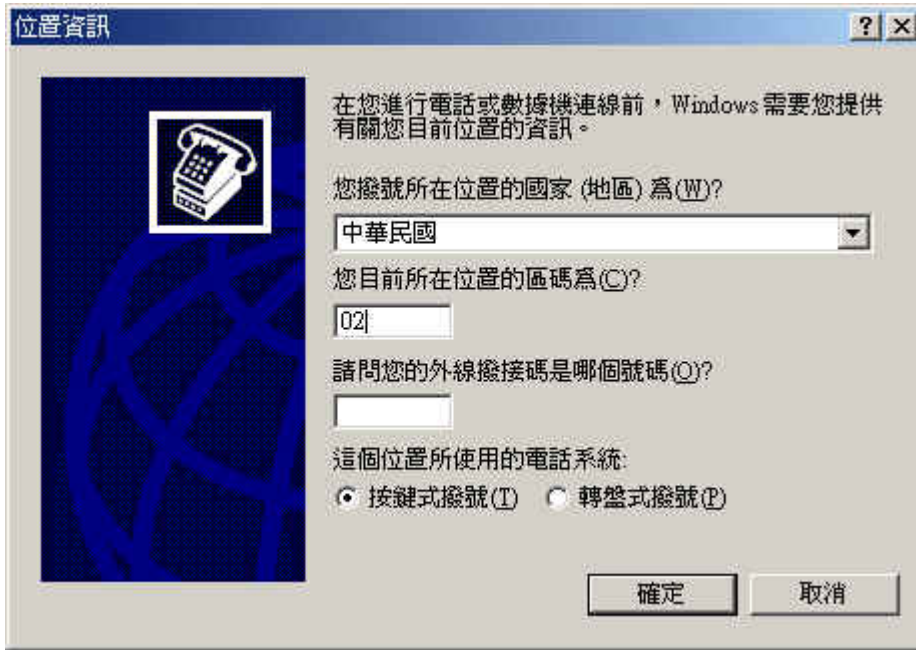 位置資訊
在您進行電話或數據機連線前，Windows 需要您提供
有關您目前位置的資訊。
您撥號所在位置的國家 (地區) 為(W)?
中華民國
您目前所在位置的區碼為(C)?
02
請問您的外線撥接碼是哪個號碼(O)?
這個位置所使用的電話系統:
按鍵式撥號(T) 轉盤式撥號(P)
確定 取消